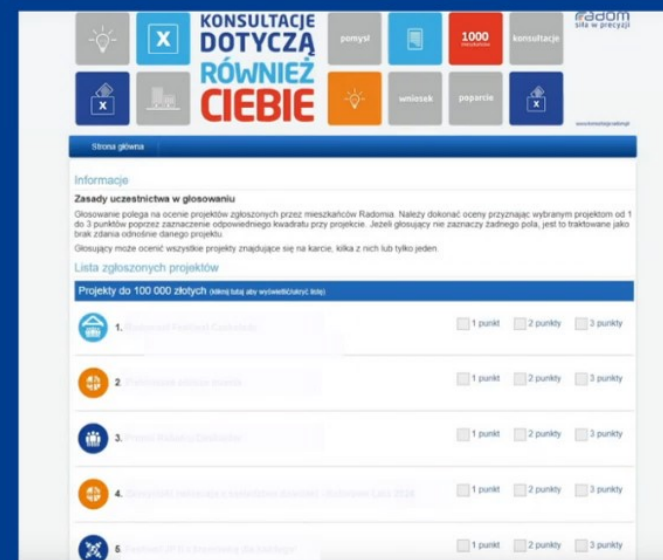 KONSULTACJE
DOTYCZĄ
RÓWNIEŻ
CIEBIE
X
pomysł
1000
konsultacje
radom
siła w precyzji
X
wniosek
poparcie
X
Strona główna
Informacje
Zasady uczestnictwa w głosowaniu
Głosowanie polega na ocenie projektów zgłoszonych przez mieszkańców Radomia. Należy dokonać oceny przyznając wybranym projektom od 1
do 3 punktów poprzez zaznaczenie odpowiedniego kwadratu przy projekcie. Jeżeli głosujący nie zaznaczy żadnego pola, jest to traktowane jako
brak zdania odnośnie danego projektu.
Głosujący może ocenić wszystkie projekty znajdujące się na karcie, kilka z nich lub tylko jeden.
Lista zgłoszonych projektów
Projekty do 100 000 złotych (kliknij tutaj aby wyświetlić/ukryć listę)
1. 1 punkt 2 punkty 3 punkty
2 1 punkt 2 punkty 3 punkty
3. 1 punkt 2 punkty 3 punkty
4. 1 punkt 2 punkty 3 punkty
5 1 punkt 2 punkty 3 punkty